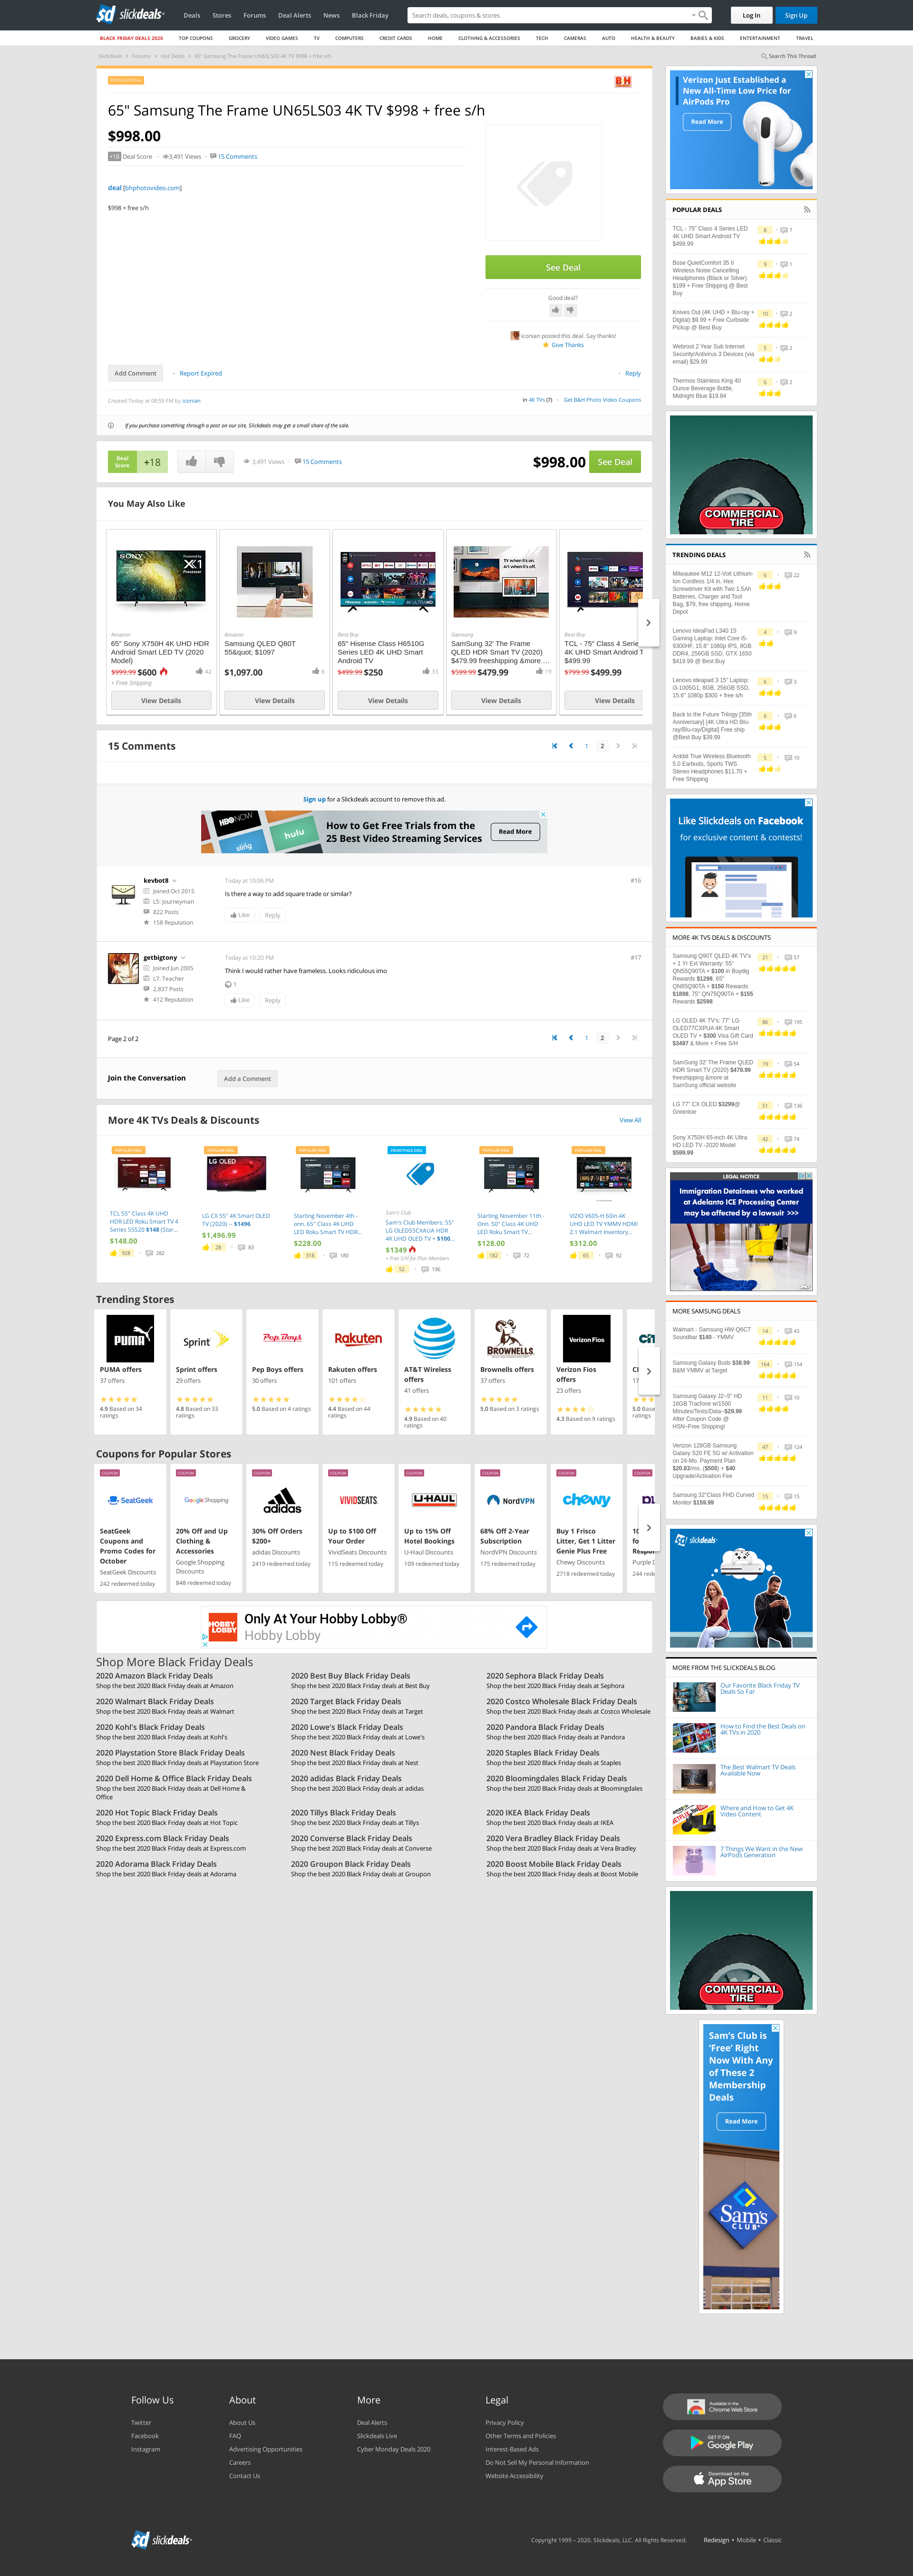 slickdeals
Deals
Stores
Forums
Deal Alerts
News
Black Friday
Search deals, coupons & stores
Log In
Sign Up
BLACK FRIDAY DEALS 2020
TOP COUPONS
GROCERY
VIDEO GAMES
TV
COMPUTERS
CREDIT CARDS
HOME
CLOTHING & ACCESSORIES
TECH
CAMERAS
AUTO
HEALTH & BEAUTY
BABIES & KIDS
ENTERTAINMENT
TRAVEL
Slickdeals
Forums
Hot Deals
65" Samsung The Frame UN65LS03 4K TV $998 + free s/h
Search This Thread
POPULAR DEAL
65" Samsung The Frame UN65LS03 4K TV $998 + free s/h
$998.00
+18 Deal Score
3,491 Views
15 Comments
deal [bhphotovideo.com]
$998 + free s/h
See Deal
Good deal?
iconian posted this deal. Say thanks!
Give Thanks
Add Comment
Report Expired
Reply
Created Today at 08:59 PM by iconian
in 4K TVs (7)
Get B&H Photo Video Coupons
If you purchase something through a post on our site, Slickdeals may get a small share of the sale.
Deal Score
+18
3,491 Views
15 Comments
$998.00
See Deal
You May Also Like
Amazon
65" Sony X750H 4K UHD HDR Android Smart LED TV (2020 Model)
$999.99 $600
42
+ Free Shipping
View Details
Amazon
Samsung QLED Q80T 55&quot; $1097
$1,097.00
6
View Details
Best Buy
65" Hisense Class H6510G Series LED 4K UHD Smart Android TV
$499.99 $250
33
View Details
TV when it's on, Art when it's off.
Samsung
SamSung 32' The Frame QLED HDR Smart TV (2020) $479.99 freeshipping &more ...
$599.99 $479.99
19
View Details
Best Buy
TCL - 75" Class 4 Serie
4K UHD Smart Android T
$499.99
$799.99 $499.99
View Details
15 Comments
1
2
Sign up for a Slickdeals account to remove this ad.
How to Get Free Trials from the 25 Best Video Streaming Services
Read More
kevbot8
Joined Oct 2015
L5: Journeyman
822 Posts
158 Reputation
Today at 10:06 PM
#16
Is there a way to add square trade or similar?
Like
Reply
getbigtony
Joined Jun 2005
L7: Teacher
2,837 Posts
412 Reputation
Today at 10:20 PM
#17
Think I would rather have frameless. Looks ridiculous imo
1
Like
Reply
Page 2 of 2
1
2
Join the Conversation
Add a Comment
More 4K TVs Deals & Discounts
View All
TCL 55" Class 4K UHD HDR LED Roku Smart TV 4 Series 55S20 $148 (Star...
$148.00
928
282
LG CX 55" 4K Smart OLED TV (2020) -- $1496
$1,496.99
28
83
Starting November 4th - onn. 65" Class 4K UHD LED Roku Smart TV HDR...
$228.00
318
180
Sam's Club
Sam's Club Members: 55" LG OLED55CXAUA HDR 4K UHD OLED TV + $100...
$1349
+ Free S/H for Plus Members
52
196
Starting November 11th - Onn. 50" Class 4K UHD LED Roku Smart TV...
$128.00
182
72
VIZIO V605-H 60in 4K UHD LED TV YMMV HDMI 2.1 Walmart Inventory...
$312.00
65
92
Trending Stores
PUMA offers
37 offers
4.9 Based on 34 ratings
Sprint offers
29 offers
4.8 Based on 33 ratings
Pep Boys offers
30 offers
5.0 Based on 4 ratings
Rakuten offers
101 offers
4.4 Based on 44 ratings
AT&T Wireless offers
41 offers
4.9 Based on 40 ratings
Brownells offers
37 offers
5.0 Based on 3 ratings
Verizon Fios offers
23 offers
4.3 Based on 9 ratings
Coupons for Popular Stores
SeatGeek Coupons and Promo Codes for October
SeatGeek Discounts
242 redeemed today
20% Off and Up Clothing & Accessories
Google Shopping Discounts
848 redeemed today
30% Off Orders $200+
adidas Discounts
2419 redeemed today
Up to $100 Off Your Order
VividSeats Discounts
115 redeemed today
Up to 15% Off Hotel Bookings
U-Haul Discounts
109 redeemed today
68% Off 2-Year Subscription
NordVPN Discounts
175 redeemed today
Buy 1 Frisco Litter, Get 1 Litter Genie Plus Free
Chewy Discounts
2718 redeemed today
HOBBY LOBBY
Only At Your Hobby Lobby®
Hobby Lobby
Shop More Black Friday Deals
2020 Amazon Black Friday Deals
Shop the best 2020 Black Friday deals at Amazon
2020 Best Buy Black Friday Deals
Shop the best 2020 Black Friday deals at Best Buy
2020 Sephora Black Friday Deals
Shop the best 2020 Black Friday deals at Sephora
2020 Walmart Black Friday Deals
Shop the best 2020 Black Friday deals at Walmart
2020 Target Black Friday Deals
Shop the best 2020 Black Friday deals at Target
2020 Costco Wholesale Black Friday Deals
Shop the best 2020 Black Friday deals at Costco Wholesale
2020 Kohl's Black Friday Deals
Shop the best 2020 Black Friday deals at Kohl's
2020 Lowe's Black Friday Deals
Shop the best 2020 Black Friday deals at Lowe's
2020 Pandora Black Friday Deals
Shop the best 2020 Black Friday deals at Pandora
2020 Playstation Store Black Friday Deals
Shop the best 2020 Black Friday deals at Playstation Store
2020 Nest Black Friday Deals
Shop the best 2020 Black Friday deals at Nest
2020 Staples Black Friday Deals
Shop the best 2020 Black Friday deals at Staples
2020 Dell Home & Office Black Friday Deals
Shop the best 2020 Black Friday deals at Dell Home & Office
2020 adidas Black Friday Deals
Shop the best 2020 Black Friday deals at adidas
2020 Bloomingdales Black Friday Deals
Shop the best 2020 Black Friday deals at Bloomingdales
2020 Hot Topic Black Friday Deals
Shop the best 2020 Black Friday deals at Hot Topic
2020 Tillys Black Friday Deals
Shop the best 2020 Black Friday deals at Tillys
2020 IKEA Black Friday Deals
Shop the best 2020 Black Friday deals at IKEA
2020 Express.com Black Friday Deals
Shop the best 2020 Black Friday deals at Express.com
2020 Converse Black Friday Deals
Shop the best 2020 Black Friday deals at Converse
2020 Vera Bradley Black Friday Deals
Shop the best 2020 Black Friday deals at Vera Bradley
2020 Adorama Black Friday Deals
Shop the best 2020 Black Friday deals at Adorama
2020 Groupon Black Friday Deals
Shop the best 2020 Black Friday deals at Groupon
2020 Boost Mobile Black Friday Deals
Shop the best 2020 Black Friday deals at Boost Mobile
Verizon Just Established a New All-Time Low Price for AirPods Pro
Read More
POPULAR DEALS
TCL - 75" Class 4 Series LED 4K UHD Smart Android TV $499.99
8
7
Bose QuietComfort 35 II Wireless Noise Cancelling Headphones (Black or Silver) $199 + Free Shipping @ Best Buy
9
1
Knives Out (4K UHD + Blu-ray + Digital) $9.99 + Free Curbside Pickup @ Best Buy
10
2
Webroot 2 Year Sub Internet Security/Antivirus 3 Devices (via email) $29.99
5
2
Thermos Stainless King 40 Ounce Beverage Bottle, Midnight Blue $19.84
6
2
COMMERCIAL TIRE
TRENDING DEALS
Milwaukee M12 12-Volt Lithium-Ion Cordless 1/4 in. Hex Screwdriver Kit with Two 1.5Ah Batteries, Charger and Tool Bag, $79, free shipping, Home Depot
6
22
Lenovo IdeaPad L340 15 Gaming Laptop: Intel Core i5-9300HF, 15.6" 1080p IPS, 8GB DDR4, 256GB SSD, GTX 1650 $419.99 @ Best Buy
4
9
Lenovo Ideapad 3 15" Laptop: i3-1005G1, 8GB, 256GB SSD, 15.6" 1080p $300 + free s/h
6
3
Back to the Future Trilogy [35th Anniversary] [4K Ultra HD Blu-ray/Blu-ray/Digital] Free ship @Best Buy $39.99
6
6
Ankbit True Wireless Bluetooth 5.0 Earbuds, Sports TWS Stereo Headphones $11.70 + Free Shipping
5
10
Like Slickdeals on Facebook
for exclusive content & contests!
MORE 4K TVS DEALS & DISCOUNTS
Samsung Q90T QLED 4K TV's + 1 Yr Ext Warranty: 55" QN55Q90TA + $100 in Buydig Rewards $1298, 65" QN65Q90TA + $150 Rewards $1898, 75" QN75Q90TA + $155 Rewards $2598
21
57
LG OLED 4K TV's: 77" LG OLED77CXPUA 4K Smart OLED TV + $300 Visa Gift Card $3497 & More + Free S/H
86
195
SamSung 32' The Frame QLED HDR Smart TV (2020) $479.99 freeshipping &more at SamSung official website
19
54
LG 77" CX OLED $3299@ Greentoe
51
136
Sony X750H 65-inch 4K Ultra HD LED TV -2020 Model $599.99
42
74
LEGAL NOTICE
Immigration Detainees who worked at Adelanto ICE Processing Center may be affected by a lawsuit >>>
MORE SAMSUNG DEALS
Walmart - Samsung HW-Q6CT Soundbar $140 - YMMV
14
43
Samsung Galaxy Buds $38.99 B&M YMMV at Target
164
154
Samsung Galaxy J2~5" HD 16GB Tracfone w/1500 Minutes/Texts/Data~$29.99 After Coupon Code @ HSN~Free Shipping!
11
10
Verizon 128GB Samsung Galaxy S20 FE 5G w/ Activation on 24-Mo. Payment Plan $20.83/mo. ($500) + $40 Upgrade/Activation Fee
47
124
Samsung 32"Class FHD Curved Monitor $159.99
15
15
slickdeals
MORE FROM THE SLICKDEALS BLOG
Our Favorite Black Friday TV Deals So Far
How to Find the Best Deals on 4K TVs in 2020
The Best Walmart TV Deals Available Now
Where and How to Get 4K Video Content
7 Things We Want in the New AirPods Generation
COMMERCIAL TIRE
Sam's Club is 'Free' Right Now With Any of These 2 Membership Deals
Read More
Sam's CLUB
Follow Us
Twitter
Facebook
Instagram
About
About Us
FAQ
Advertising Opportunities
Careers
Contact Us
More
Deal Alerts
Slickdeals Live
Cyber Monday Deals 2020
Legal
Privacy Policy
Other Terms and Policies
Interest-Based Ads
Do Not Sell My Personal Information
Website Accessibility
Available in the Chrome Web Store
GET IT ON Google Play
Download on the App Store
slickdeals
Copyright 1999 - 2020. Slickdeals, LLC. All Rights Reserved.
Redesign • Mobile • Classic